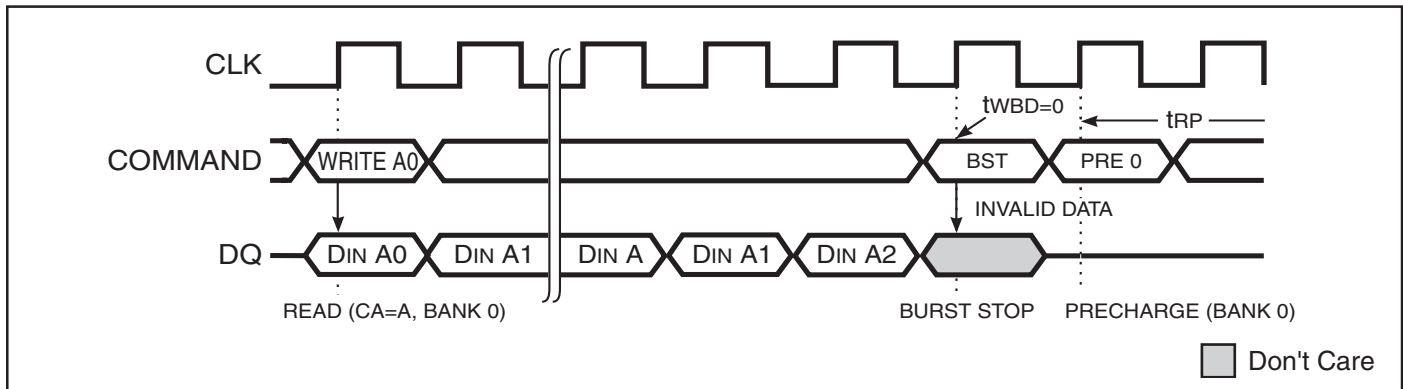 CLK
tWBD=0
tRP
COMMAND
WRITE A0
BST
PRE 0
INVALID DATA
DQ
DIN A0
DIN A1
DIN A
DIN A1
DIN A2
READ (CA=A, BANK 0)
BURST STOP
PRECHARGE (BANK 0)
Don't Care